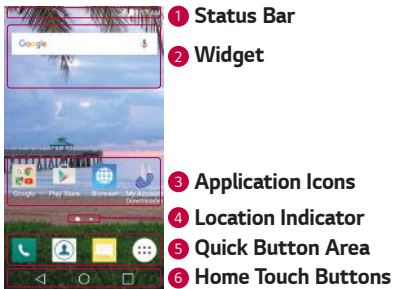 1 Status Bar
Google
2 Widget
Google Play Store Browser My Account Downloader
3 Application Icons
4 Location Indicator
5 Quick Button Area
6 Home Touch Buttons